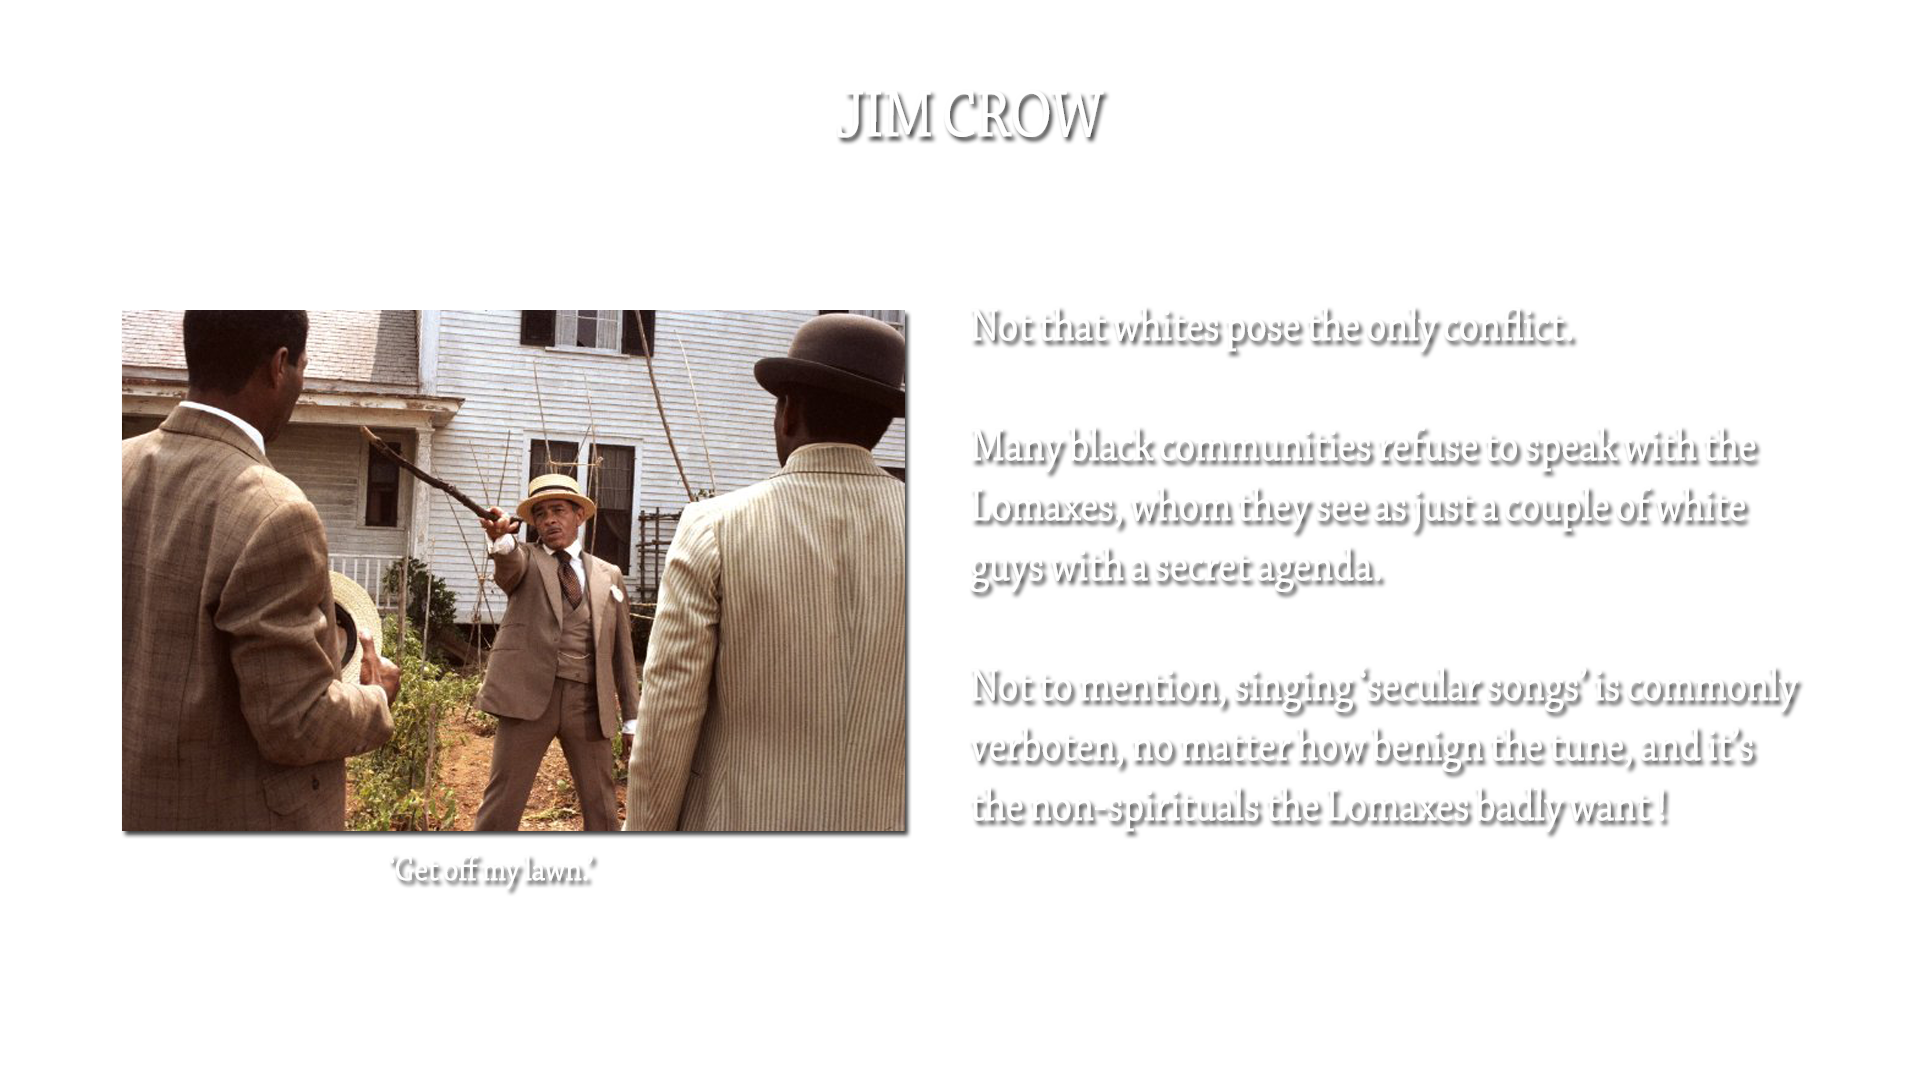 JIM CROW
Not that whites pose the only conflict.
Many black communities refuse to speak with the
Lomaxes, whom they see as just a couple of white
guys with a secret agenda.
Not to mention, singing ‘secular songs’ is commonly
verboten, no matter how benign the tune, and it’s
the non-spirituals the Lomaxes badly want !
‘Get off my lawn.’